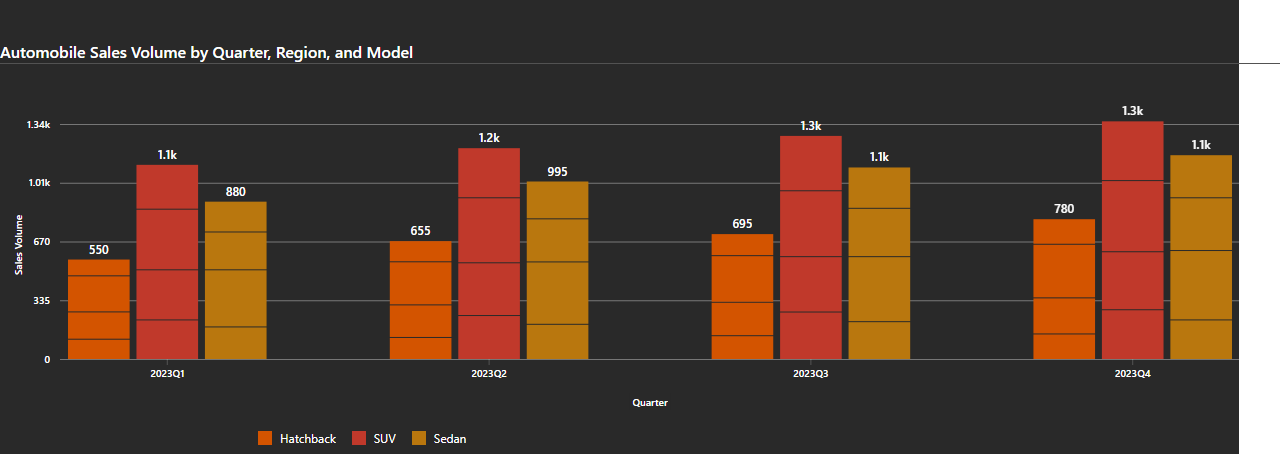 Automobile Sales Volume by Quarter, Region, and Model
1.34k
1.01k
670
335
0
Sales Volume
550
1.1k
880
655
1.2k
995
695
1.3k
1.1k
780
1.3k
1.1k
2023Q1
2023Q2
2023Q3
2023Q4
Quarter
Hatchback SUV Sedan